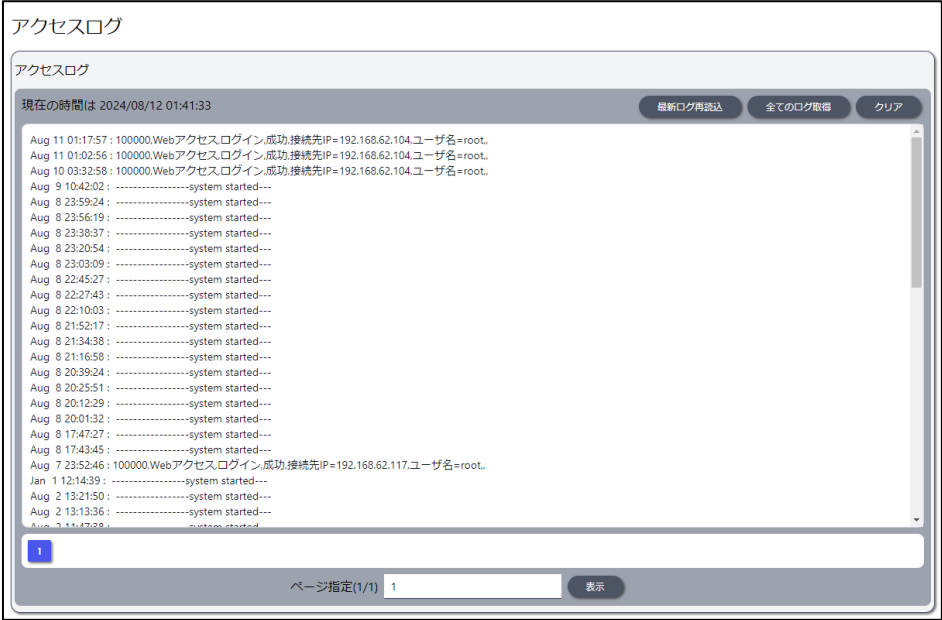 アクセスログ
アクセスログ
現在の時間は 2024/08/12 01:41:33
最新ログ再読込
全てのログ取得
クリア
Aug 11 01:17:57 : 100000,Webアクセス,ログイン,成功,接続先IP=192.168.62.104,ユーザ名=root,,
Aug 11 01:02:56 : 100000,Webアクセス,ログイン,成功,接続先IP=192.168.62.104,ユーザ名=root,,
Aug 10 03:32:58 : 100000,Webアクセス,ログイン,成功,接続先IP=192.168.62.104,ユーザ名=root,,
Aug  9 10:42:02 :  -----------------system started---
Aug  8 23:59:24 :  -----------------system started---
Aug  8 23:56:19 :  -----------------system started---
Aug  8 23:38:37 :  -----------------system started---
Aug  8 23:20:54 :  -----------------system started---
Aug  8 23:03:09 :  -----------------system started---
Aug  8 22:45:27 :  -----------------system started---
Aug  8 22:27:43 :  -----------------system started---
Aug  8 22:10:03 :  -----------------system started---
Aug  8 21:52:17 :  -----------------system started---
Aug  8 21:34:38 :  -----------------system started---
Aug  8 21:16:58 :  -----------------system started---
Aug  8 20:39:24 :  -----------------system started---
Aug  8 20:25:51 :  -----------------system started---
Aug  8 20:12:29 :  -----------------system started---
Aug  8 20:01:32 :  -----------------system started---
Aug  8 17:47:27 :  -----------------system started---
Aug  8 17:43:45 :  -----------------system started---
Aug  7 23:52:46 : 100000,Webアクセス,ログイン,成功,接続先IP=192.168.62.117,ユーザ名=root,,
Jan  1 12:14:39 :  -----------------system started---
Aug  2 13:21:50 :  -----------------system started---
Aug  2 13:13:36 :  -----------------system started---
Aug  2 11:47:38 :  -----------------system started---
1
ページ指定(1/1)
1
表示